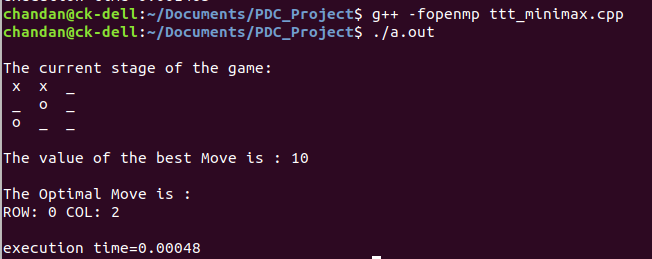 chandan@ck-dell:~/Documents/PDC_Project$ g++ -fopenmp ttt_minimax.cpp
chandan@ck-dell:~/Documents/PDC_Project$ ./a.out
The current stage of the game:
x x _
_ o _
o _ _
The value of the best Move is : 10
The Optimal Move is :
ROW: 0 COL: 2
execution time=0.00048